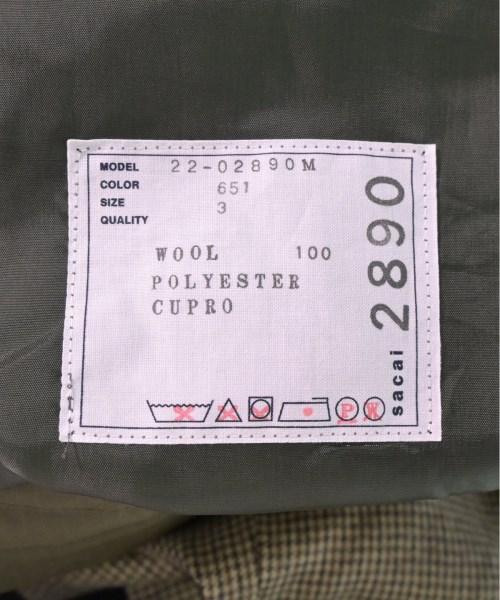 MODEL 22-02890M
COLOR 651
SIZE 3
QUALITY
WOOL 100
POLYESTER
CUPRO
2890
sacai
P W